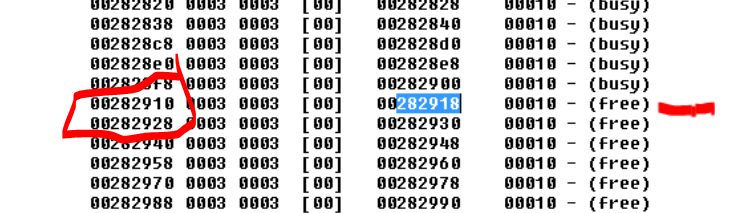 00282820 0003 0003 [00] 00282828 00010 - (busy)
00282838 0003 0003 [00] 00282840 00010 - (busy)
002828c8 0003 0003 [00] 002828d0 00010 - (busy)
002828e0 0003 0003 [00] 002828e8 00010 - (busy)
002828f8 0003 0003 [00] 00282900 00010 - (busy)
00282910 0003 0003 [00] 00282918 00010 - (free)
00282928 0003 0003 [00] 00282930 00010 - (free)
00282940 0003 0003 [00] 00282948 00010 - (free)
00282958 0003 0003 [00] 00282960 00010 - (free)
00282970 0003 0003 [00] 00282978 00010 - (free)
00282988 0003 0003 [00] 00282990 00010 - (free)